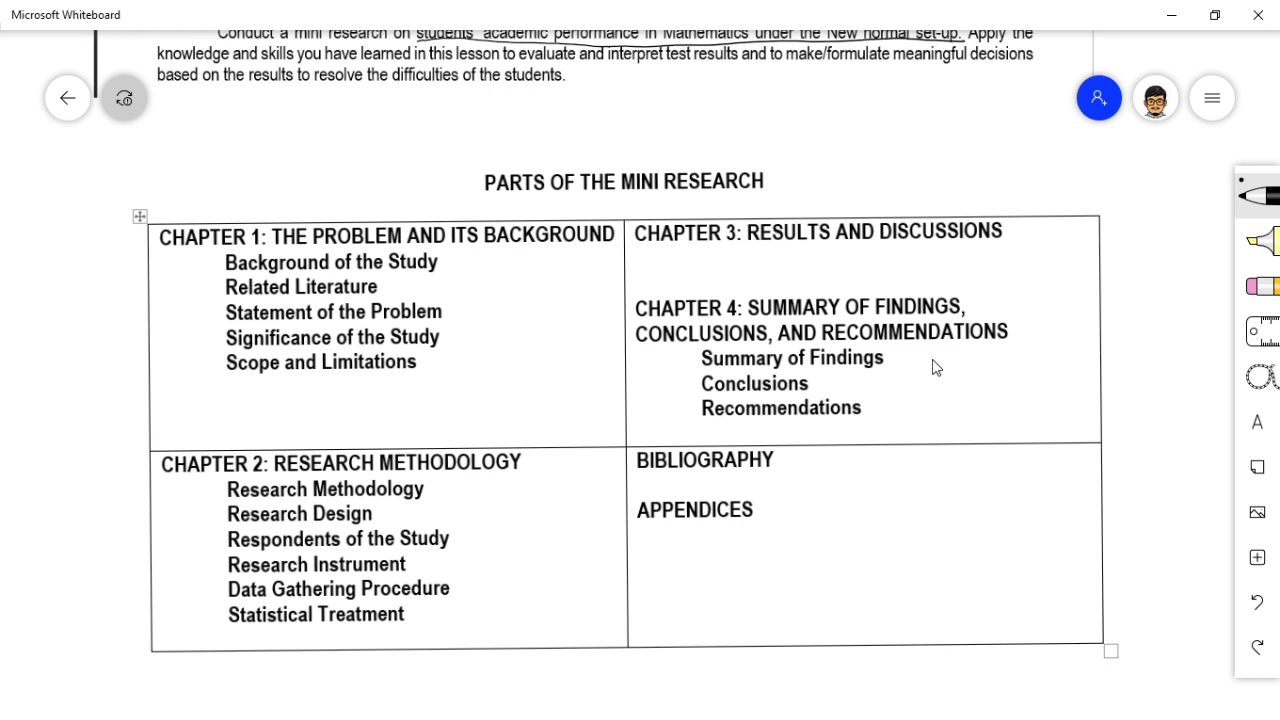 Microsoft Whiteboard
Conduct a mini research on students' academic performance in Mathematics under the New normal set-up. Apply the
knowledge and skills you have learned in this lesson to evaluate and interpret test results and to make/formulate meaningful decisions
based on the results to resolve the difficulties of the students.
PARTS OF THE MINI RESEARCH
CHAPTER 1: THE PROBLEM AND ITS BACKGROUND
Background of the Study
Related Literature
Statement of the Problem
Significance of the Study
Scope and Limitations
CHAPTER 3: RESULTS AND DISCUSSIONS
CHAPTER 4: SUMMARY OF FINDINGS,
CONCLUSIONS, AND RECOMMENDATIONS
Summary of Findings
Conclusions
Recommendations
CHAPTER 2: RESEARCH METHODOLOGY
Research Methodology
Research Design
Respondents of the Study
Research Instrument
Data Gathering Procedure
Statistical Treatment
BIBLIOGRAPHY
APPENDICES